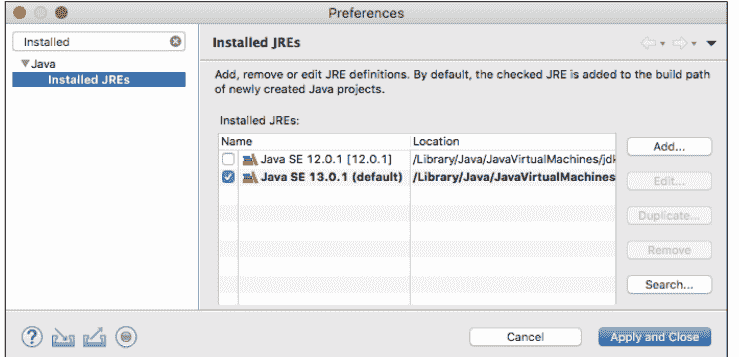 Preferences
Installed
Installed JREs
Java
Installed JREs
Add, remove or edit JRE definitions. By default, the checked JRE is added to the build path
of newly created Java projects.
Installed JREs:
Name Location
Java SE 12.0.1 [12.0.1] /Library/Java/JavaVirtualMachines/jdk
Java SE 13.0.1 (default) /Library/Java/JavaVirtualMachines
Add...
Edit...
Duplicate...
Remove
Search...
?
Cancel Apply and Close